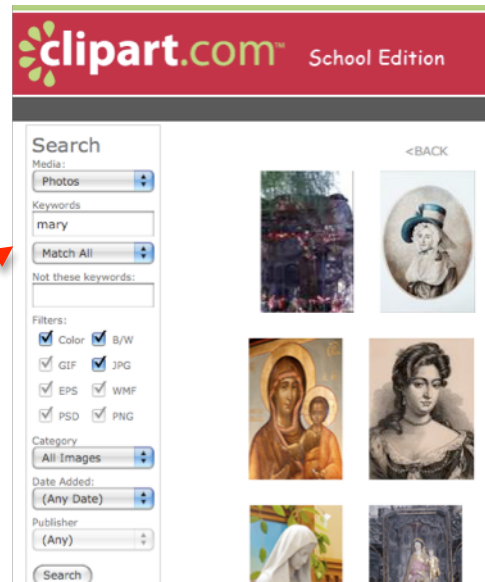 clipart.com™ School Edition
<BACK
Search
Media:
Photos
Keywords
mary
Match All
Not these keywords:
Filters:
Color B/W
GIF JPG
EPS WMF
PSD PNG
Category
All Images
Date Added:
(Any Date)
Publisher
(Any)
Search